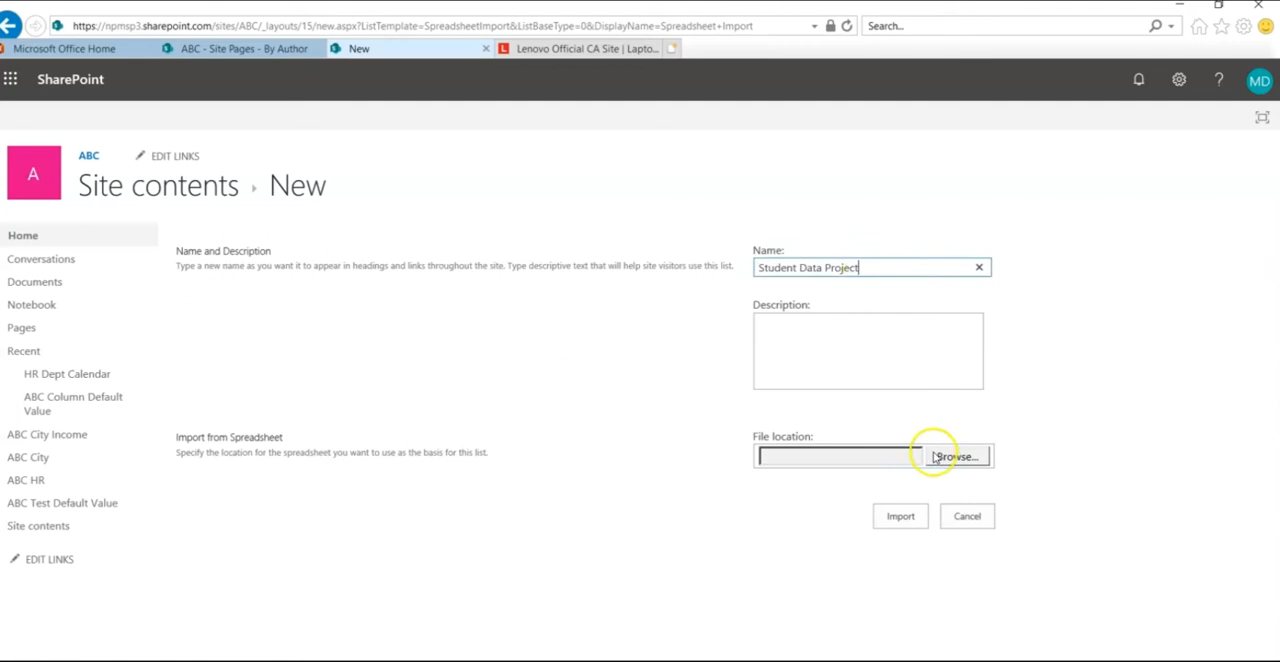 https://npmsp3.sharepoint.com/sites/ABC/_layouts/15/new.aspx?ListTemplate=SpreadsheetImport&ListBaseType=0&DisplayName=Spreadsheet+Import
Search...
Microsoft Office Home
ABC - Site Pages - By Author
New
Lenovo Official CA Site | Lapto...
SharePoint
MD
A
ABC
EDIT LINKS
Site contents
New
Home
Conversations
Documents
Notebook
Pages
Recent
HR Dept Calendar
ABC Column Default
Value
ABC City Income
ABC City
ABC HR
ABC Test Default Value
Site contents
EDIT LINKS
Name and Description
Type a new name as you want it to appear in headings and links throughout the site. Type descriptive text that will help site visitors use this list.
Name:
Student Data Project
Description:
Import from Spreadsheet
Specify the location for the spreadsheet you want to use as the basis for this list.
File location:
Browse...
Import
Cancel